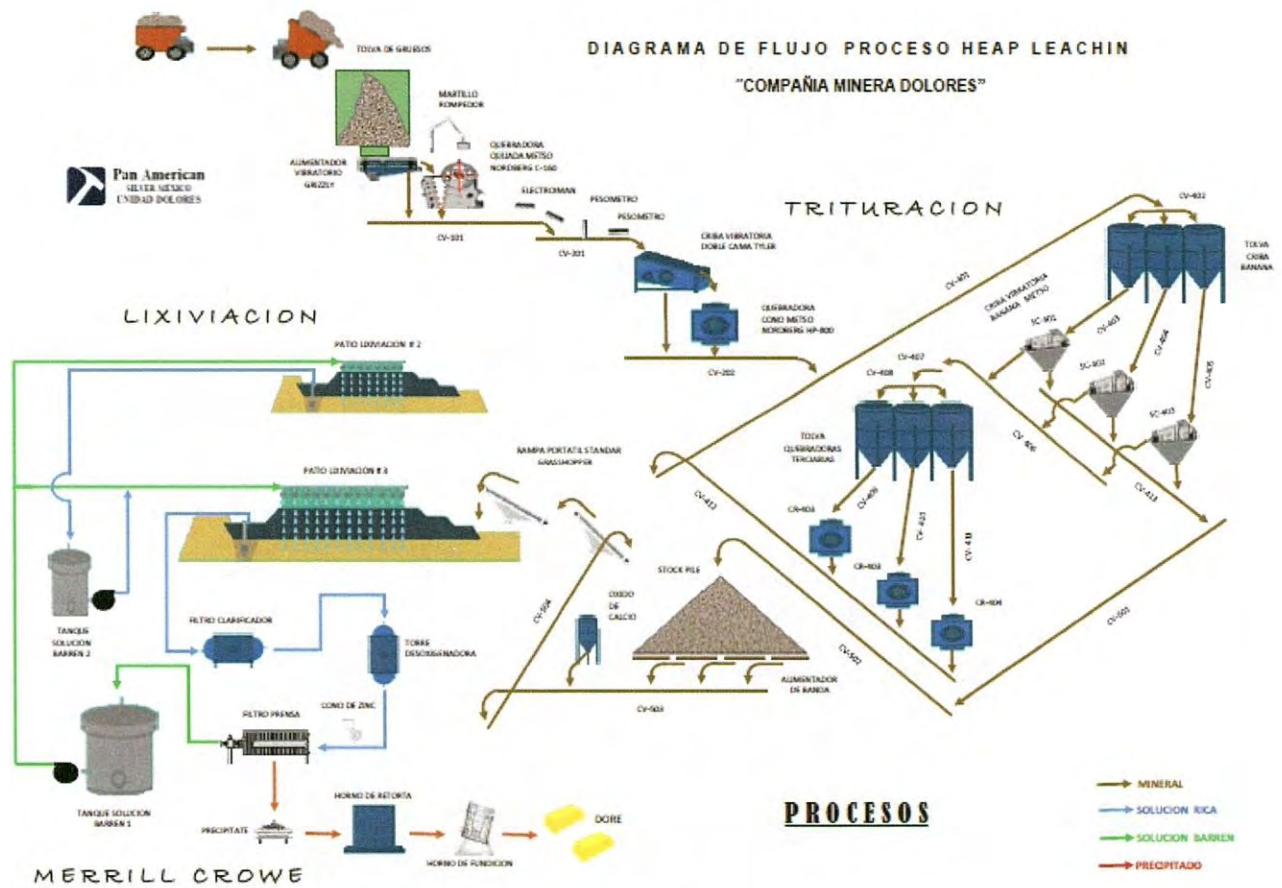 DIAGRAMA DE FLUJO PROCESO HEAP LEACHIN
"COMPAÑIA MINERA DOLORES"
TOLVA DE GRUESOS
MARTILLO
ROMPEDOR
Pan American
SILVER MÉXICO
UNIDAD DOLORES
ALIMENTADOR
VIBRATORIO
GRIZZLY
QUEBRADORA
QUIJADA METSO
NORDBERG C-160
ELECTROIMAN
PESOMETRO
PESOMETRO
CV-101
CV-201
TRITURACION
CRIBA VIBRATORIA
DOBLE CAMA TYLER
QUEBRADORA
CONO METSO
NORDBERG HP-800
CV-202
CV-401
CV-402
TOLVA
CRIBA
BANANA
CRIBA VIBRATORIA
BANANA METSO
SC-401
CV-403
SC-402
CV-404
SC-403
CV-405
CV-407
CV-408
CV-406
CV-413
TOLVA
QUEBRADORAS
TERCIARIAS
CV-409
CV-410
CV-411
CR-403
CR-403
CR-404
CV-412
CV-501
CV-502
LIXIVIACION
PATIO LIXIVIACION # 2
PATIO LIXIVIACION # 3
RAMPA PORTATIL STANDAR
GRASSHOPPER
STOCK PILE
OXIDO
DE
CALCIO
CV-504
ALIMENTADOR
DE BANDA
CV-503
TANQUE
SOLUCION
BARREN 2
FILTRO CLARIFICADOR
TORRE
DESOXIGENADORA
CONO DE ZINC
FILTRO PRENSA
TANQUE SOLUCION
BARREN 1
PRECIPITATE
HORNO DE RETORTA
HORNO DE FUNDICION
DORE
MERRILL CROWE
PROCESOS
MINERAL
SOLUCION RICA
SOLUCION BARREN
PRECIPITADO